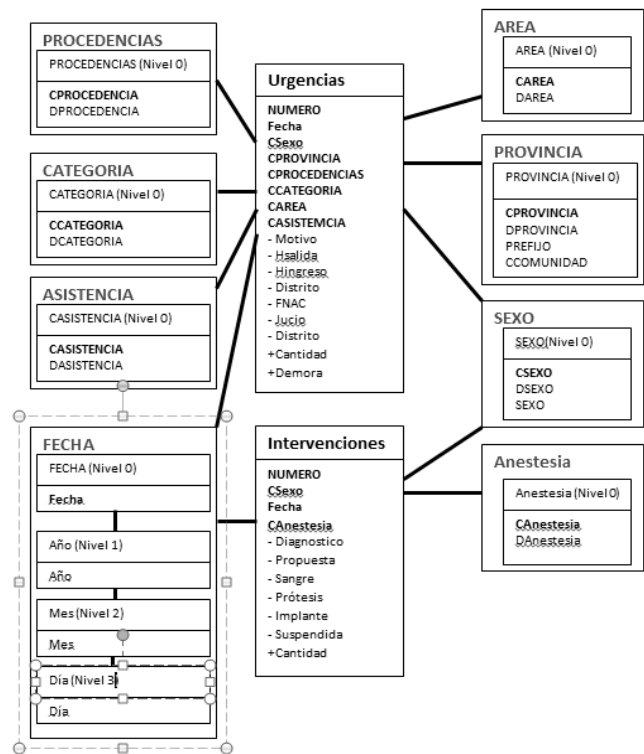 PROCEDENCIAS
PROCEDENCIAS (Nivel 0)
CPROCEDENCIA
DPROCEDENCIA
CATEGORIA
CATEGORIA (Nivel 0)
CCATEGORIA
DCATEGORIA
ASISTENCIA
CASISTENCIA (Nivel 0)
CASISTENCIA
DASISTENCIA
FECHA
FECHA (Nivel 0)
Fecha
Año (Nivel 1)
Año
Mes (Nivel 2)
Mes
Día (Nivel 3)
Día
Urgencias
NUMERO
Fecha
CSexo
CPROVINCIA
CPROCEDENCIAS
CCATEGORIA
CAREA
CASISTEMCIA
- Motivo
- Hsalida
- Hingreso
- Distrito
- FNAC
- Jucio
- Distrito
+Cantidad
+Demora
Intervenciones
NUMERO
CSexo
Fecha
CAnestesia
- Diagnostico
- Propuesta
- Sangre
- Prótesis
- Implante
- Suspendida
+Cantidad
AREA
AREA (Nivel 0)
CAREA
DAREA
PROVINCIA
PROVINCIA (Nivel 0)
CPROVINCIA
DPROVINCIA
PREFIJO
CCOMUNIDAD
SEXO
SEXO(Nivel 0)
CSEXO
DSEXO
SEXO
Anestesia
Anestesia (Nivel 0)
CAnestesia
DAnestesia